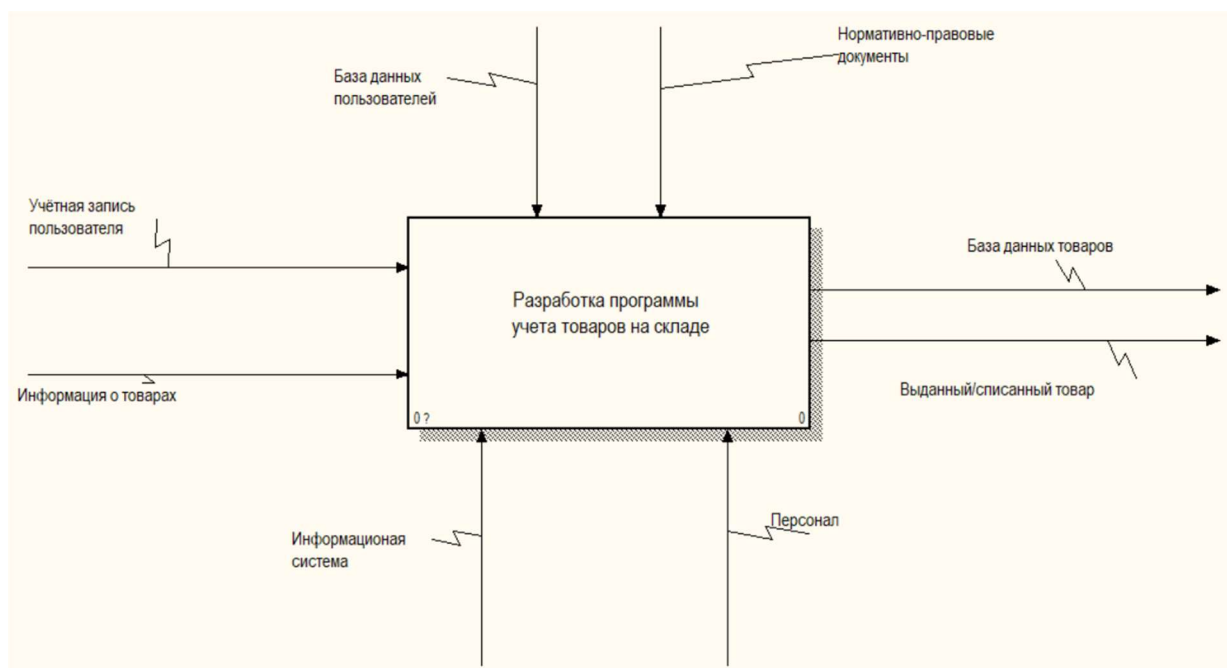 Нормативно-правовые
документы
База данных
пользователей
Учётная запись
пользователя
База данных товаров
Разработка программы
учета товаров на складе
Информация о товарах
Выданный/списанный товар
0 ?
0
Персонал
Информационая
система